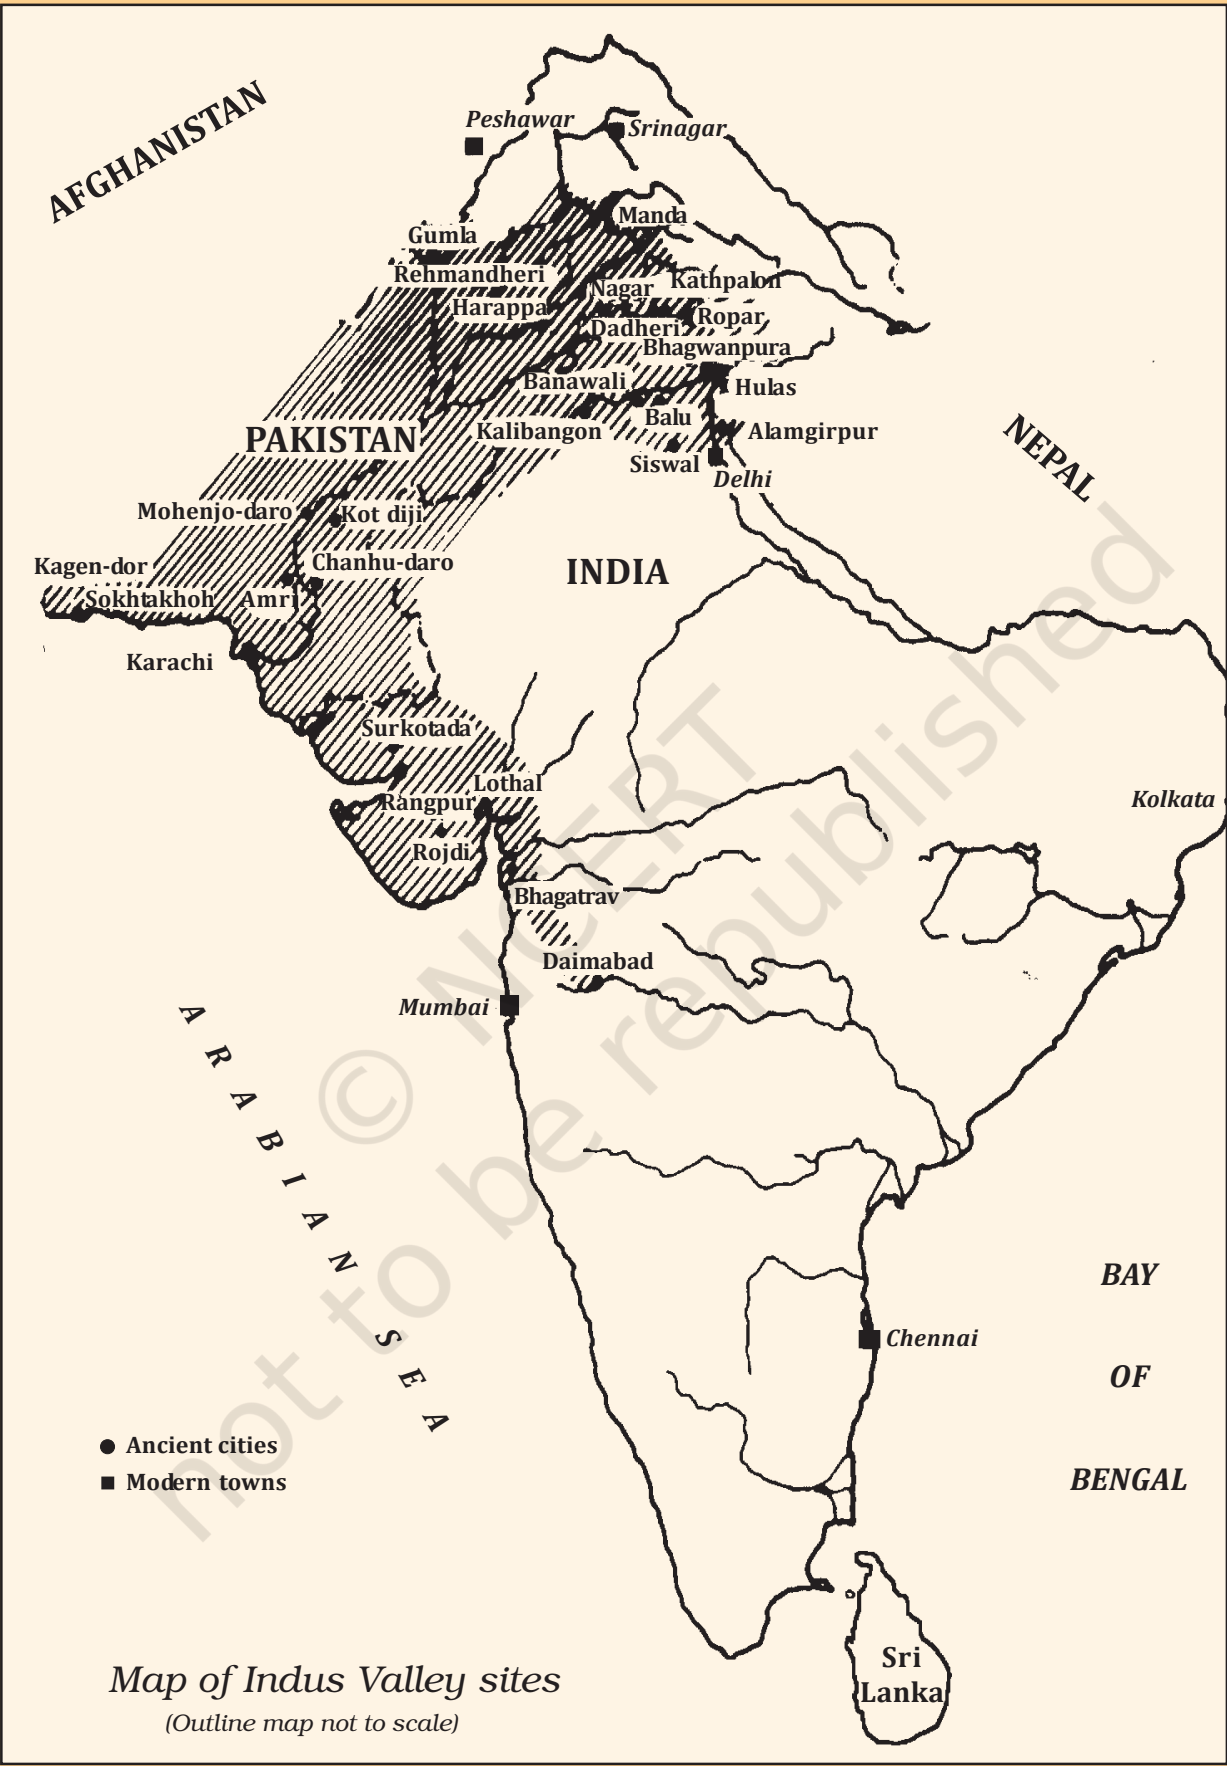 AFGHANISTAN
Peshawar
Srinagar
Manda
Gumla
Rehmandheri
Nagar
Kathpalon
Harappa
Ropar
Dadheri
Bhagwanpura
Banawali
Hulas
Balu
Kalibangon
Alamgirpur
PAKISTAN
Siswal
Delhi
NEPAL
Mohenjo-daro
Kot diji
Kagen-dor
Chanhu-daro
INDIA
Sokhtakhoh
Amri
Karachi
Surkotada
Lothal
Rangpur
Kolkata
Rojdi
Bhagatrav
Daimabad
Mumbai
ARABIAN SEA
BAY
OF
BENGAL
Chennai
Ancient cities
Modern towns
Sri
Lanka
Map of Indus Valley sites
(Outline map not to scale)
© NCERT
not to be republished